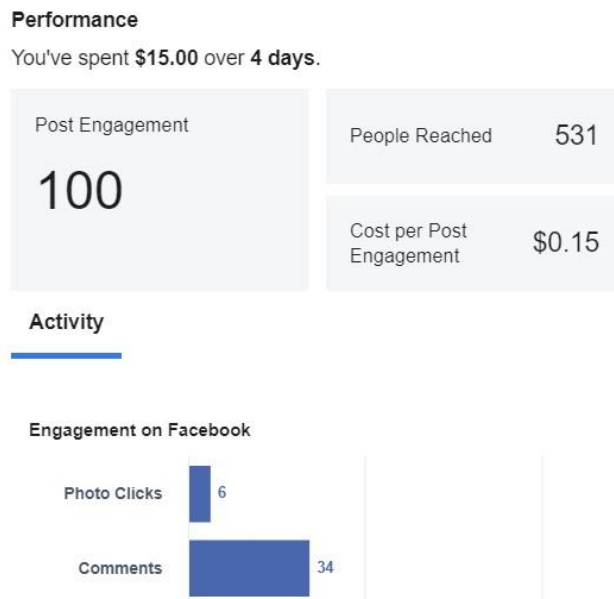 Performance
You've spent $15.00 over 4 days.
Post Engagement
100
People Reached
531
Cost per Post
Engagement
$0.15
Activity
Engagement on Facebook
Photo Clicks
6
Comments
34